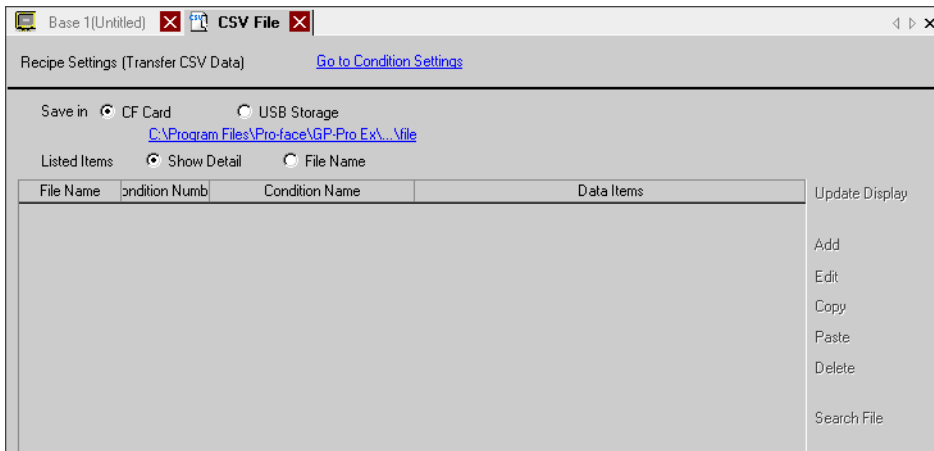 Base 1(Untitled) CSV File
Recipe Settings (Transfer CSV Data) Go to Condition Settings
Save in CF Card USB Storage
C:\Program Files\Pro-face\GP-Pro Ex\...\file
Listed Items Show Detail File Name
File Name ondition Numb Condition Name Data Items
Update Display
Add
Edit
Copy
Paste
Delete
Search File